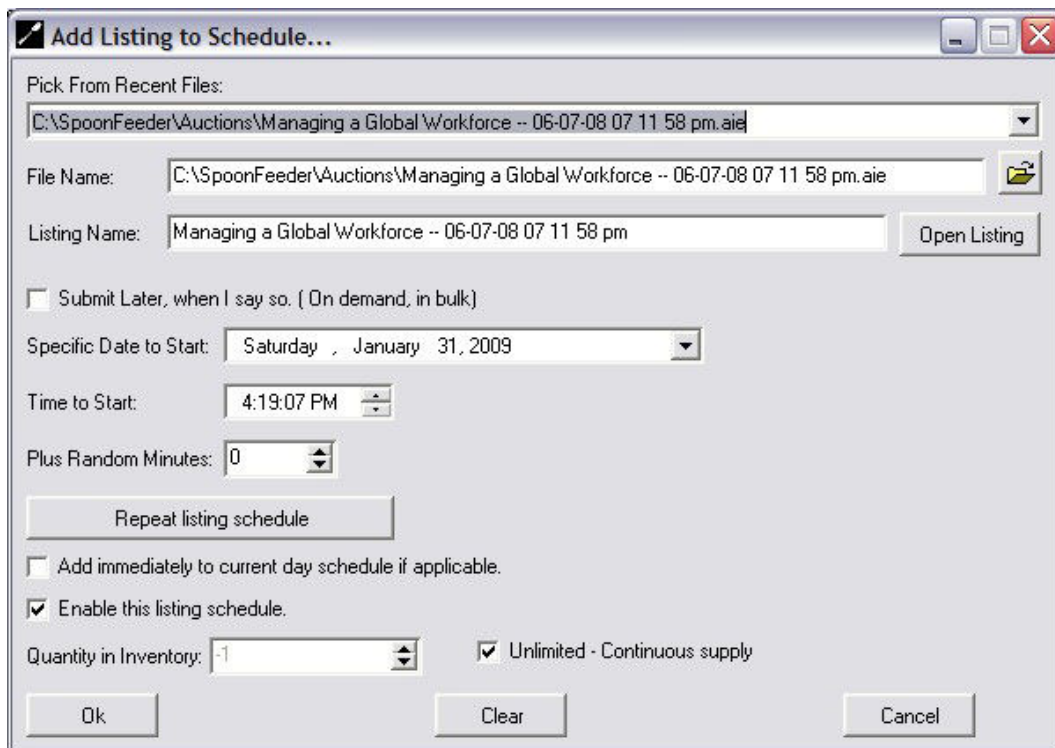 Add Listing to Schedule...
Pick From Recent Files:
C:\SpoonFeeder\Auctions\Managing a Global Workforce -- 06-07-08 07 11 58 pm.aie
File Name: C:\SpoonFeeder\Auctions\Managing a Global Workforce -- 06-07-08 07 11 58 pm.aie
Listing Name: Managing a Global Workforce -- 06-07-08 07 11 58 pm Open Listing
Submit Later, when I say so. ( On demand, in bulk)
Specific Date to Start: Saturday , January 31, 2009
Time to Start: 4:19:07 PM
Plus Random Minutes: 0
Repeat listing schedule
Add immediately to current day schedule if applicable.
Enable this listing schedule.
Quantity in Inventory: -1 Unlimited - Continuous supply
Ok Clear Cancel